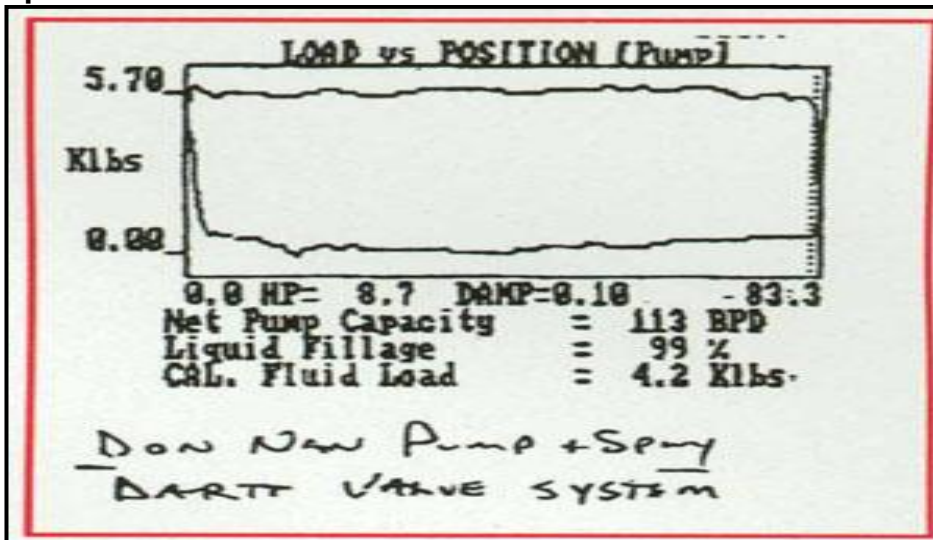 LOAD vs POSITION (Pump)
5.70
Klbs
0.00
0.0 HP= 8.7 DAMP=0.10 - 83.3
Net Pump Capacity = 113 BPD
Liquid Fillage = 99 %
CAL. Fluid Load = 4.2 Klbs
DON NAN PUMP +
DARTT VALVE SYSTEM